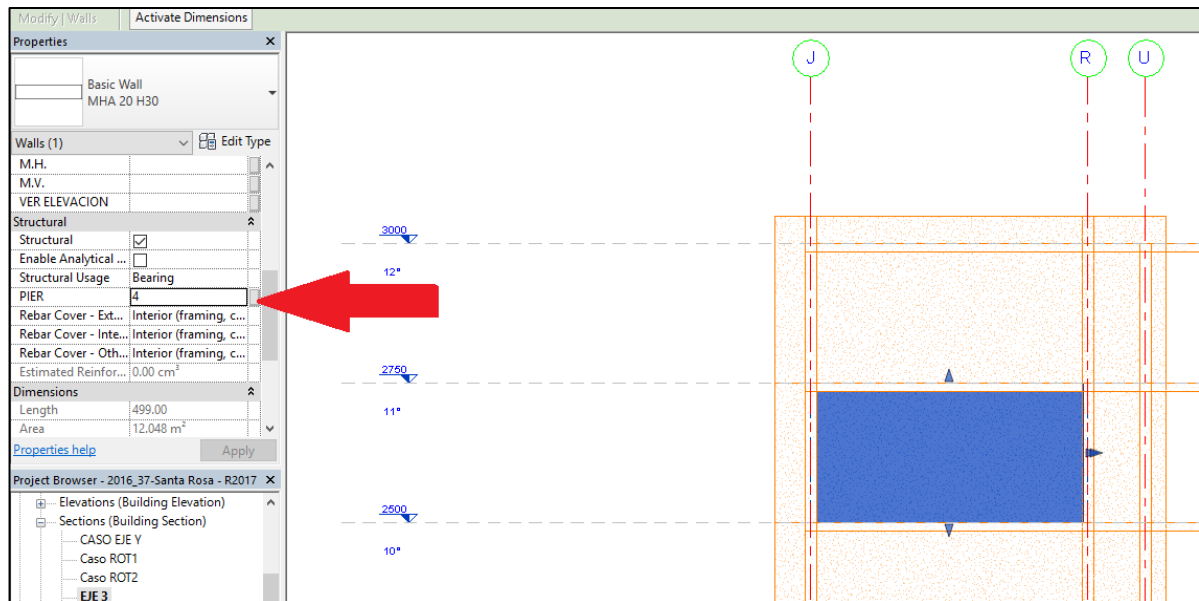 Modify | Walls
Activate Dimensions
Properties
Basic Wall
MHA 20 H30
Walls (1)
Edit Type
M.H.
M.V.
VER ELEVACION
Structural
Structural
Enable Analytical ...
Structural Usage Bearing
PIER 4
Rebar Cover - Ext... Interior (framing, c...
Rebar Cover - Inte... Interior (framing, c...
Rebar Cover - Oth... Interior (framing, c...
Estimated Reinfor... 0.00 cm³
Dimensions
Length 499.00
Area 12.048 m²
Properties help
Apply
Project Browser - 2016_37-Santa Rosa - R2017
Elevations (Building Elevation)
Sections (Building Section)
CASO EJE Y
Caso ROT1
Caso ROT2
EJE 3
J
R
U
3000
12°
2750
11°
2500
10°